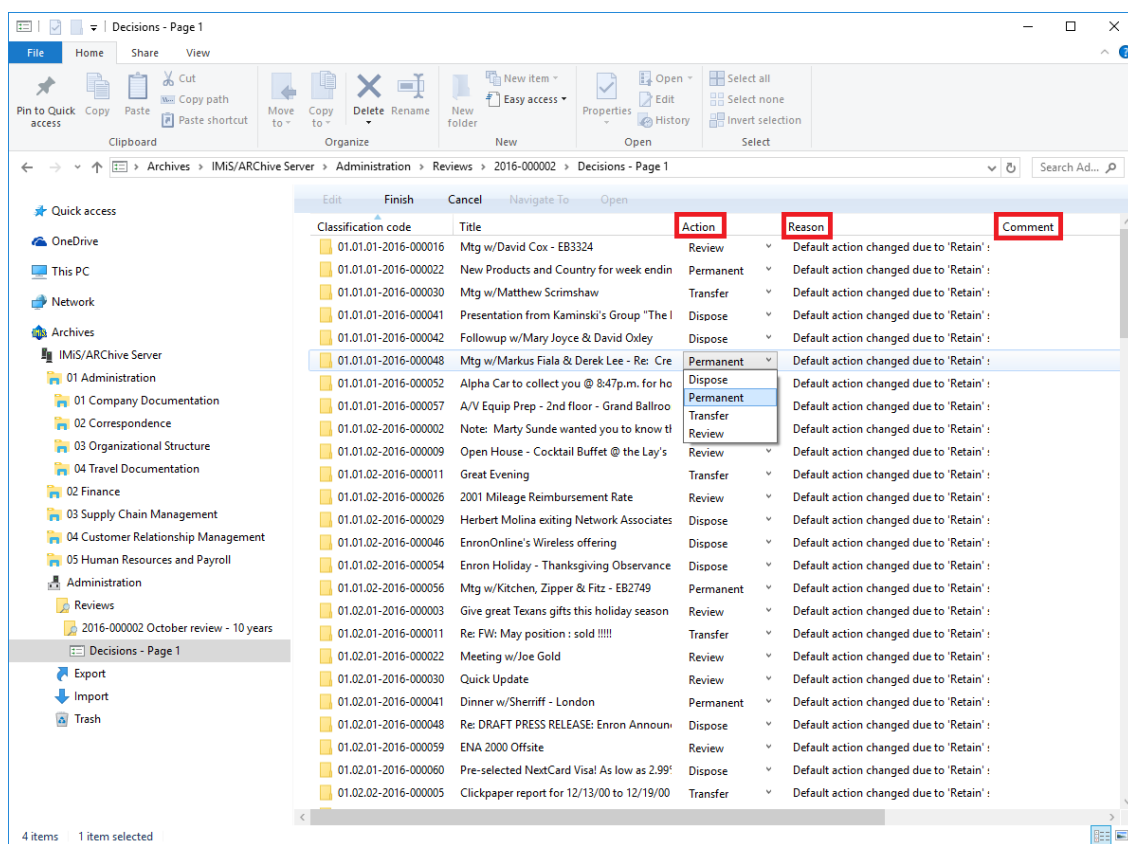 Decisions - Page 1
File Home Share View
Pin to Quick access
Copy
Paste
Cut
Copy path
Paste shortcut
Clipboard
Move to
Copy to
Delete
Rename
Organize
New folder
New item
Easy access
New
Properties
Open
Edit
History
Open
Select all
Select none
Invert selection
Select
Archives › IMiS/ARChive Server › Administration › Reviews › 2016-000002 › Decisions - Page 1
Search Ad...
Quick access
OneDrive
This PC
Network
Archives
IMiS/ARChive Server
01 Administration
01 Company Documentation
02 Correspondence
03 Organizational Structure
04 Travel Documentation
02 Finance
03 Supply Chain Management
04 Customer Relationship Management
05 Human Resources and Payroll
Administration
Reviews
2016-000002 October review - 10 years
Decisions - Page 1
Export
Import
Trash
Edit Finish Cancel Navigate To Open
Classification code Title Action Reason Comment
01.01.01-2016-000016 Mtg w/David Cox - EB3324 Review Default action changed due to 'Retain'
01.01.01-2016-000022 New Products and Country for week endin Permanent Default action changed due to 'Retain'
01.01.01-2016-000030 Mtg w/Matthew Scrimshaw Transfer Default action changed due to 'Retain'
01.01.01-2016-000041 Presentation from Kaminski's Group "The Dispose Default action changed due to 'Retain'
01.01.01-2016-000042 Followup w/Mary Joyce & David Oxley Dispose Default action changed due to 'Retain'
01.01.01-2016-000048 Mtg w/Markus Fiala & Derek Lee - Re: Cre Permanent Default action changed due to 'Retain'
01.01.01-2016-000052 Alpha Car to collect you @ 8:47p.m. for ho Dispose Default action changed due to 'Retain'
01.01.01-2016-000057 A/V Equip Prep - 2nd floor - Grand Ballroo Permanent Default action changed due to 'Retain'
01.01.02-2016-000002 Note: Marty Sunde wanted you to know Transfer Default action changed due to 'Retain'
Review
01.01.02-2016-000009 Open House - Cocktail Buffet @ the Lay's Review Default action changed due to 'Retain'
01.01.02-2016-000011 Great Evening Transfer Default action changed due to 'Retain'
01.01.02-2016-000026 2001 Mileage Reimbursement Rate Review Default action changed due to 'Retain'
01.01.02-2016-000029 Herbert Molina exiting Network Associates Dispose Default action changed due to 'Retain'
01.01.02-2016-000046 EnronOnline's Wireless offering Dispose Default action changed due to 'Retain'
01.01.02-2016-000054 Enron Holiday - Thanksgiving Observance Dispose Default action changed due to 'Retain'
01.01.02-2016-000056 Mtg w/Kitchen, Zipper & Fitz - EB2749 Permanent Default action changed due to 'Retain'
01.02.01-2016-000003 Give great Texans gifts this holiday season Review Default action changed due to 'Retain'
01.02.01-2016-000011 Re: FW: May position : sold !!!!! Transfer Default action changed due to 'Retain'
01.02.01-2016-000022 Meeting w/Joe Gold Review Default action changed due to 'Retain'
01.02.01-2016-000030 Quick Update Review Default action changed due to 'Retain'
01.02.01-2016-000041 Dinner w/Sherriff - London Permanent Default action changed due to 'Retain'
01.02.01-2016-000048 Re: DRAFT PRESS RELEASE: Enron Announ Dispose Default action changed due to 'Retain'
01.02.01-2016-000059 ENA 2000 Offsite Review Default action changed due to 'Retain'
01.02.01-2016-000060 Pre-selected NextCard Visa! As low as 2.99 Dispose Default action changed due to 'Retain'
01.02.02-2016-000005 Clickpaper report for 12/13/00 to 12/19/00 Transfer Default action changed due to 'Retain'
4 items 1 item selected